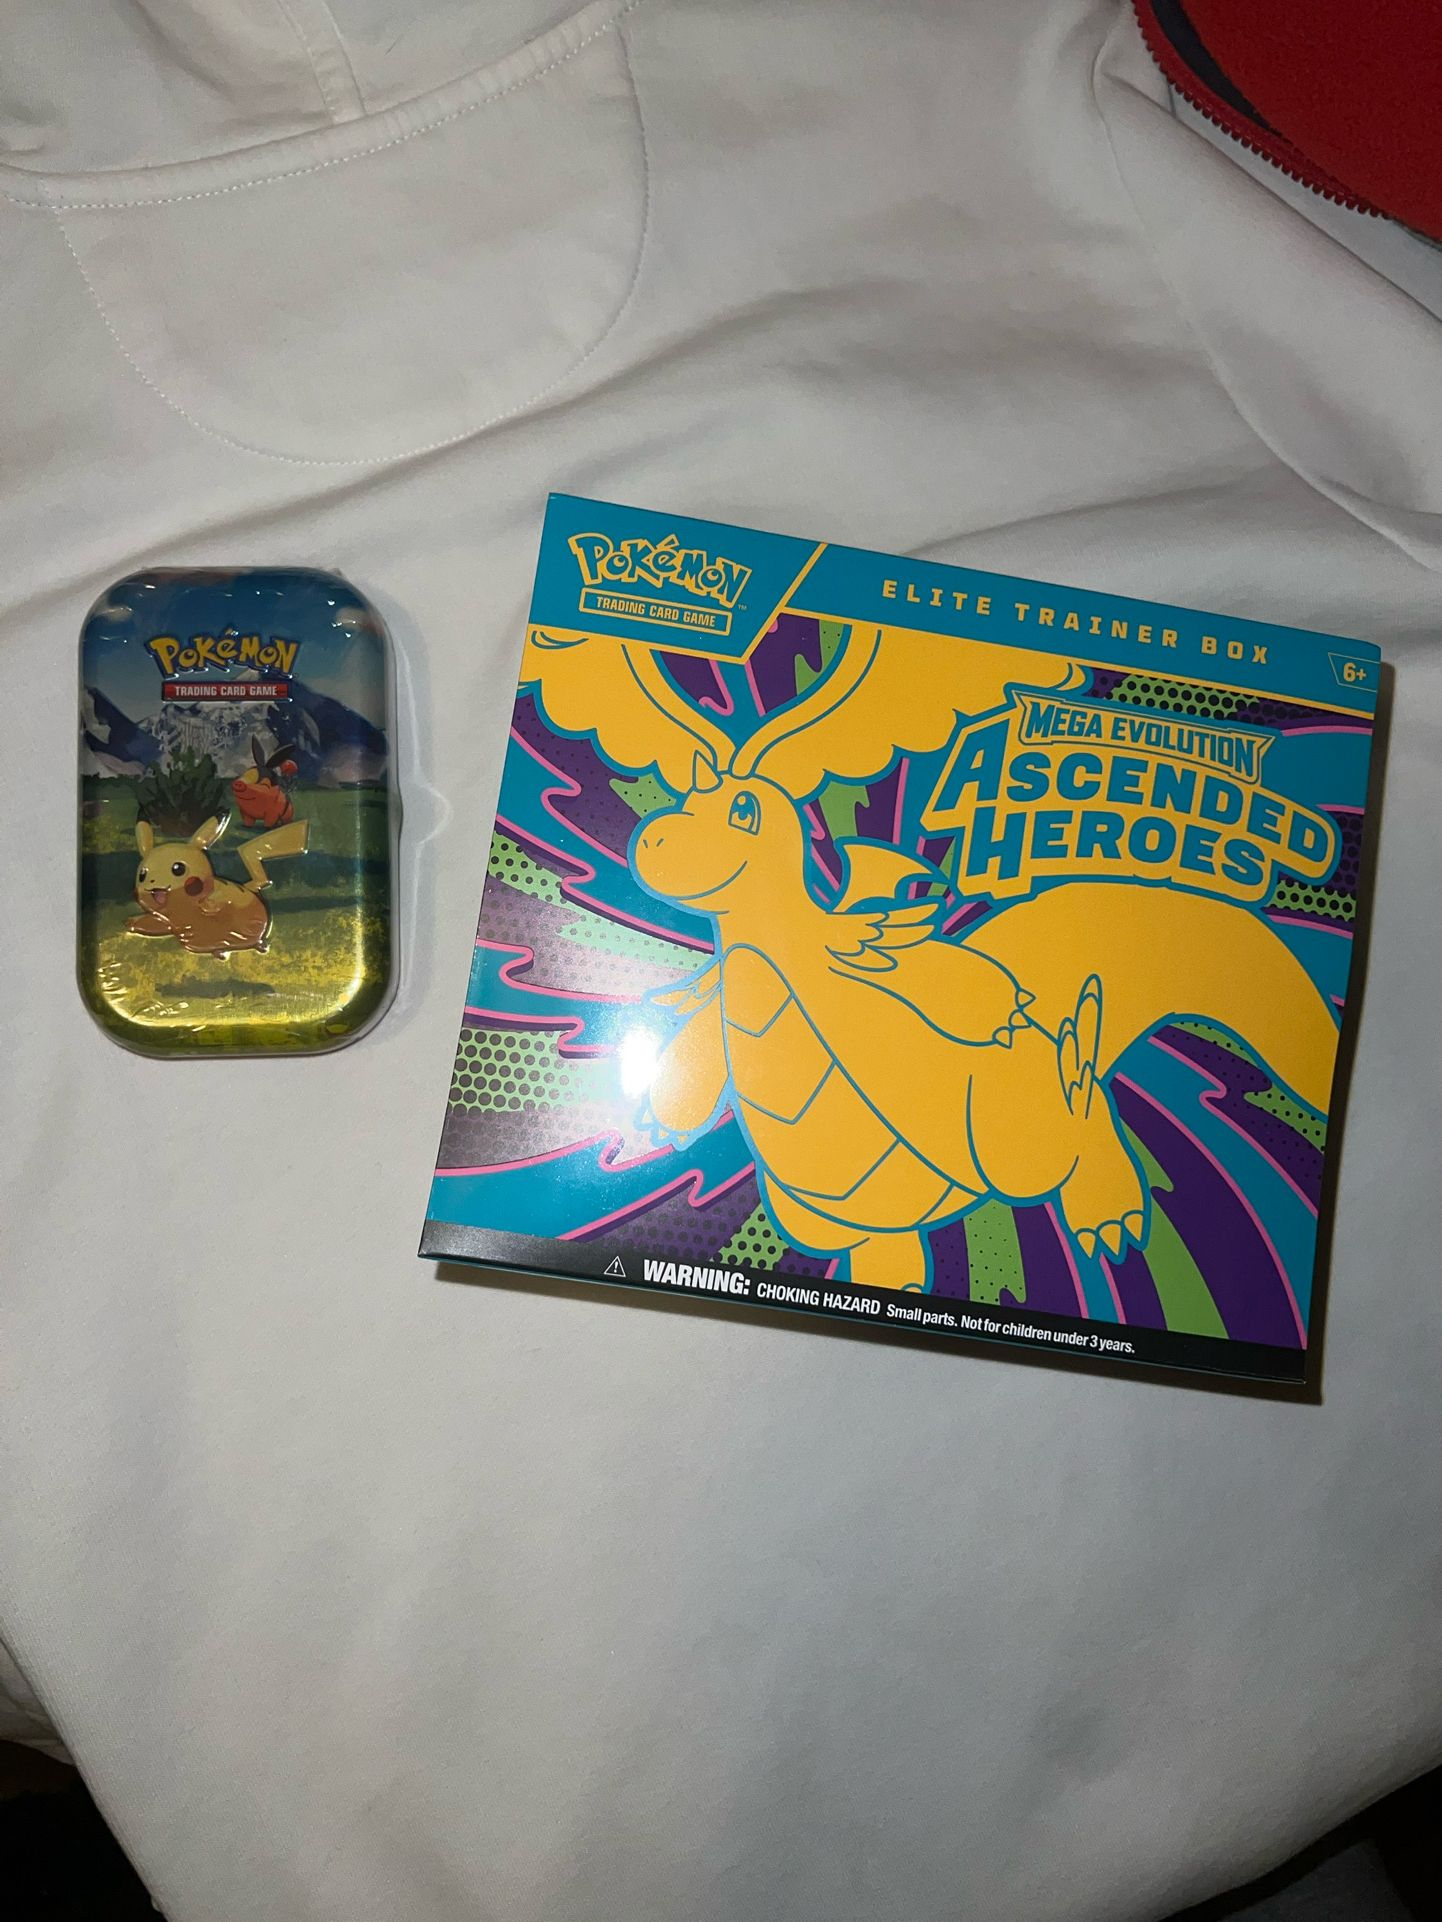 POKéMON
TRADING CARD GAME
POKéMON™
TRADING CARD GAME
ELITE TRAINER BOX
6+
MEGA EVOLUTION
ASCENDED
HEROES
WARNING: CHOKING HAZARD Small parts. Not for children under 3 years.